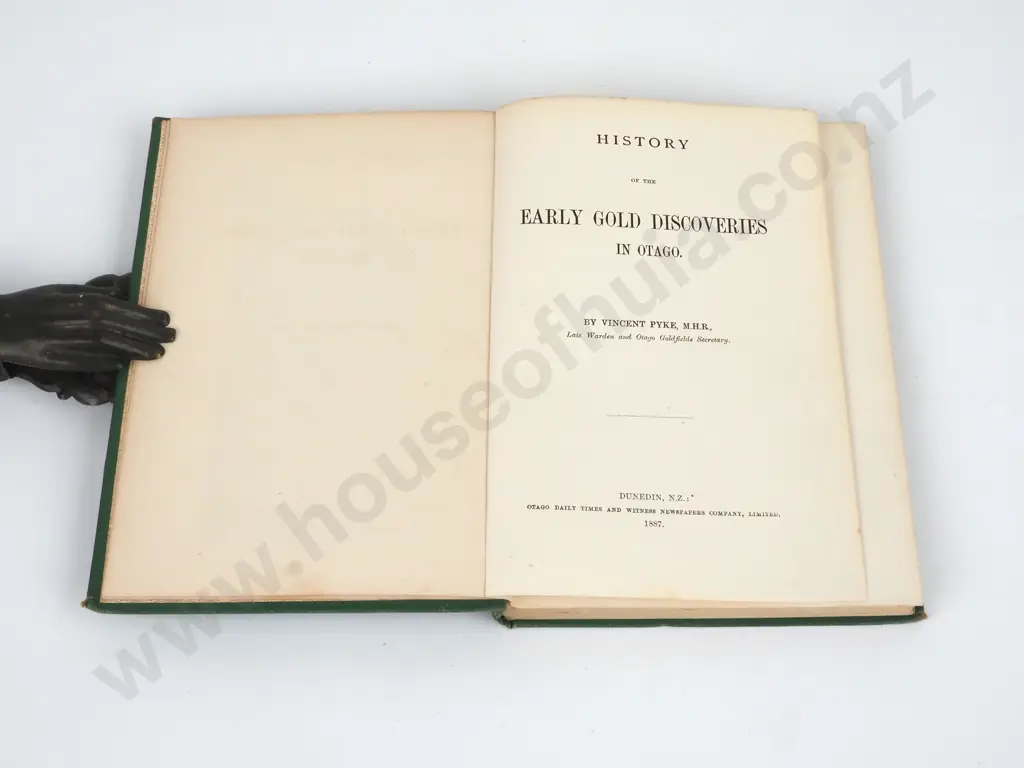 HISTORY
OF THE
EARLY GOLD DISCOVERIES
IN OTAGO.
BY VINCENT PYKE, M.H.R.,
Late Warden and Otago Goldfields Secretary.
DUNEDIN, N.Z.:
OTAGO DAILY TIMES AND WITNESS NEWSPAPERS COMPANY, LIMITED.
1887.
www.houseofhuia.co.nz